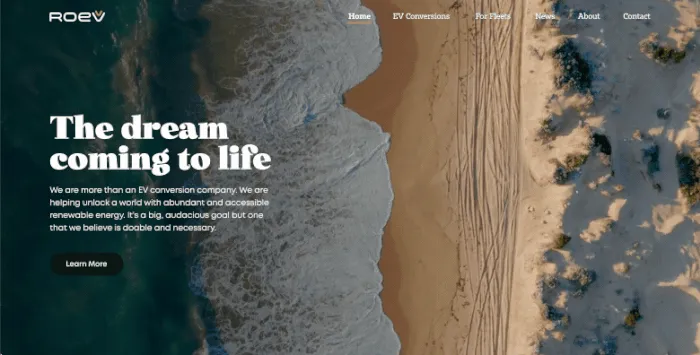 ROEV
Home EV Conversions For Fleets News About Contact
The dream
coming to life
We are more than an EV conversion company. We are
helping unlock a world with abundant and accessible
renewable energy. It's a big, audacious goal but one
that we believe is doable and necessary.
Learn More